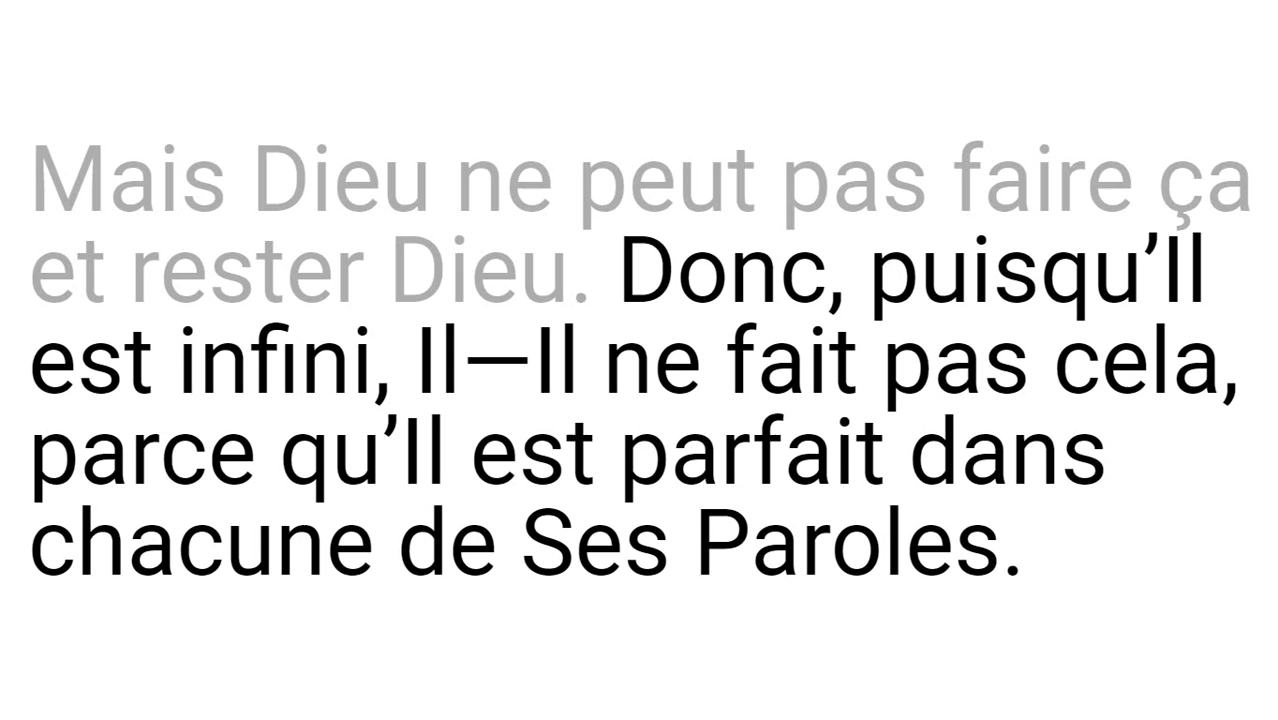 Mais Dieu ne peut pas faire ça
et rester Dieu. Donc, puisqu’Il
est infini, Il—Il ne fait pas cela,
parce qu’Il est parfait dans
chacune de Ses Paroles.